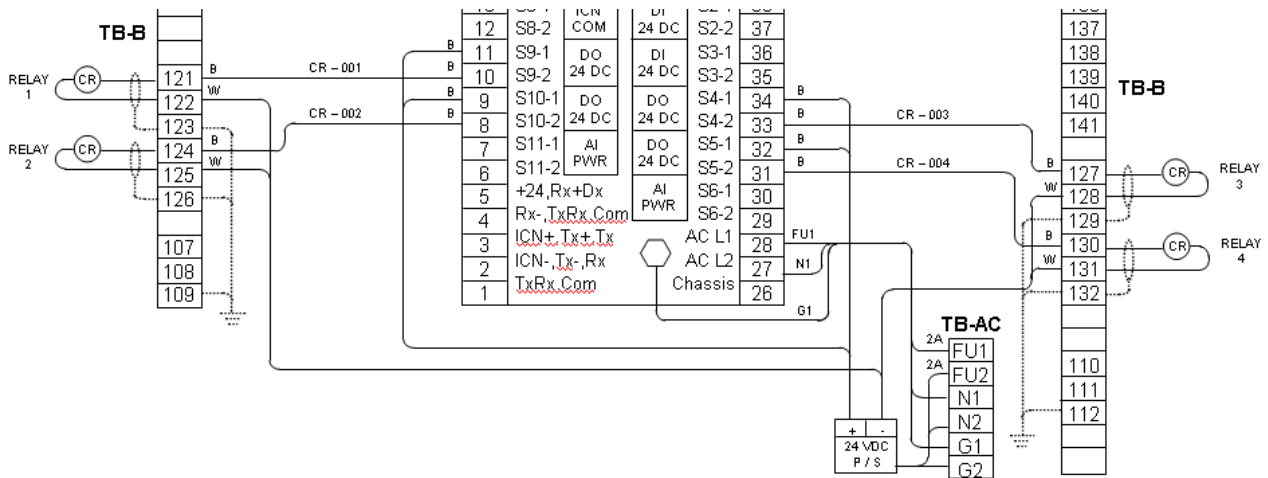 TB-B
121
122
123
124
125
126
107
108
109
RELAY
1
CR
RELAY
2
CR
B
W
B
W
CR - 001
CR - 002
B
B
B
B
12
11
10
9
8
7
6
5
4
3
2
1
S8-2
S9-1
S9-2
S10-1
S10-2
S11-1
S11-2
+24,Rx+Dx
Rx-,TxRx.Com
ICN+,Tx+,Tx
ICN-,Tx-,Rx
TxRx.Com
ICN
COM
DO
24 DC
DO
24 DC
AI
PWR
DI
24 DC
DI
24 DC
DO
24 DC
DO
24 DC
AI
PWR
S2-2
S3-1
S3-2
S4-1
S4-2
S5-1
S5-2
S6-1
S6-2
AC L1
AC L2
Chassis
37
36
35
34
33
32
31
30
29
28
27
26
B
B
B
B
FU1
N1
G1
CR - 003
CR - 004
B
W
B
W
137
138
139
140
141
127
128
129
130
131
132
110
111
112
TB-B
CR
RELAY
3
CR
RELAY
4
TB-AC
2A
FU1
2A
FU2
N1
N2
G1
G2
+ -
24 VDC
P / S